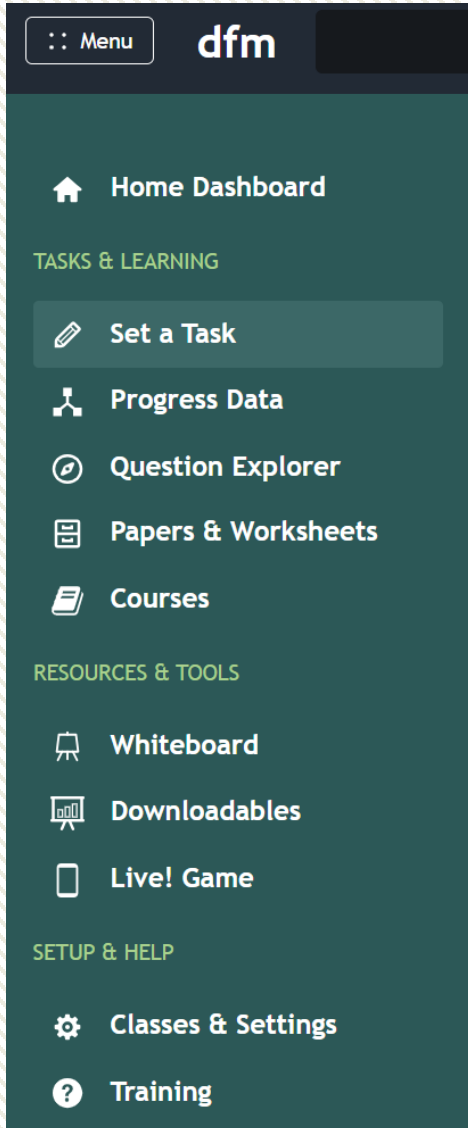 :: Menu dfm
Home Dashboard
TASKS & LEARNING
Set a Task
Progress Data
Question Explorer
Papers & Worksheets
Courses
RESOURCES & TOOLS
Whiteboard
Downloadables
Live! Game
SETUP & HELP
Classes & Settings
Training